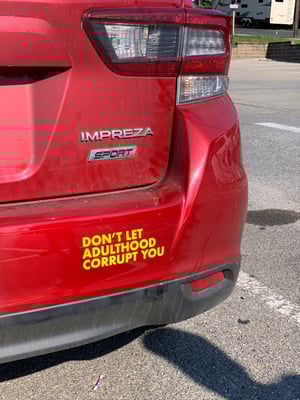 IMPREZA
SPORT
DON'T LET
ADULTHOOD
CORRUPT YOU